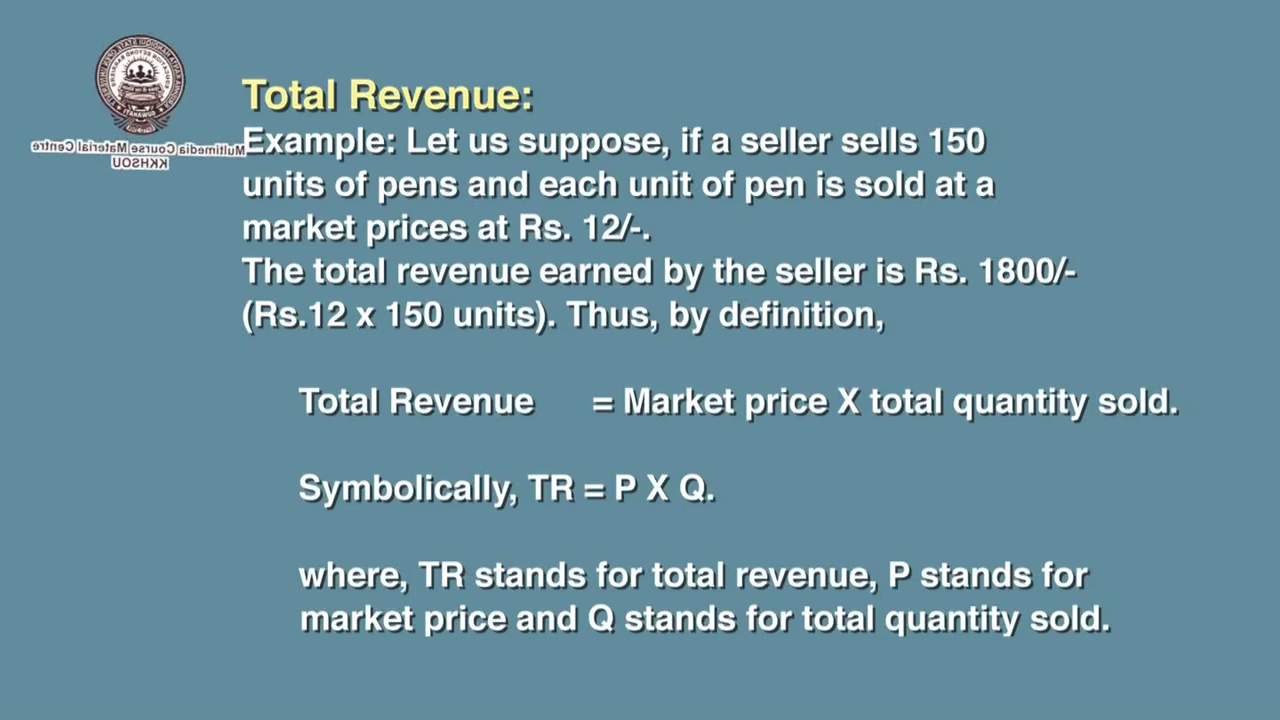 Total Revenue:
Example: Let us suppose, if a seller sells 150
units of pens and each unit of pen is sold at a
market prices at Rs. 12/-.
The total revenue earned by the seller is Rs. 1800/-
(Rs.12 x 150 units). Thus, by definition,
Total Revenue = Market price X total quantity sold.
Symbolically, TR = P X Q.
where, TR stands for total revenue, P stands for
market price and Q stands for total quantity sold.
Multimedia Course Material Centre
KKHSOU